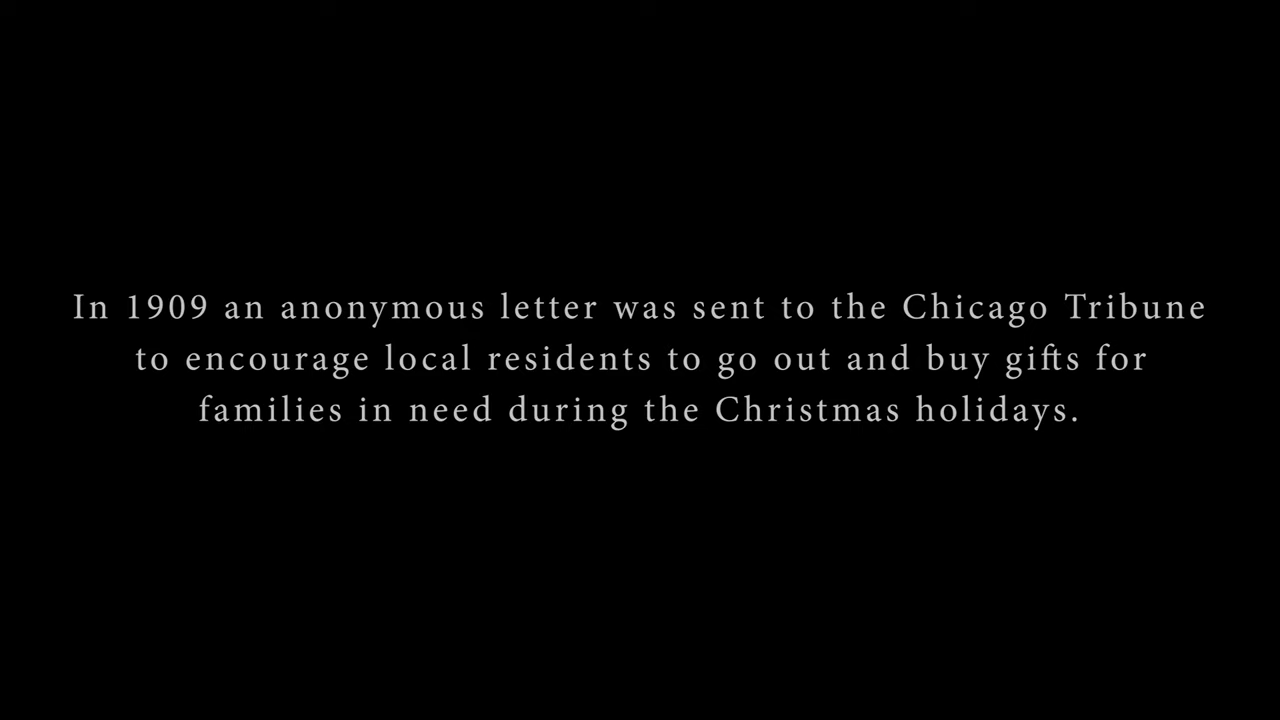 In 1909 an anonymous letter was sent to the Chicago Tribune
to encourage local residents to go out and buy gifts for
families in need during the Christmas holidays.